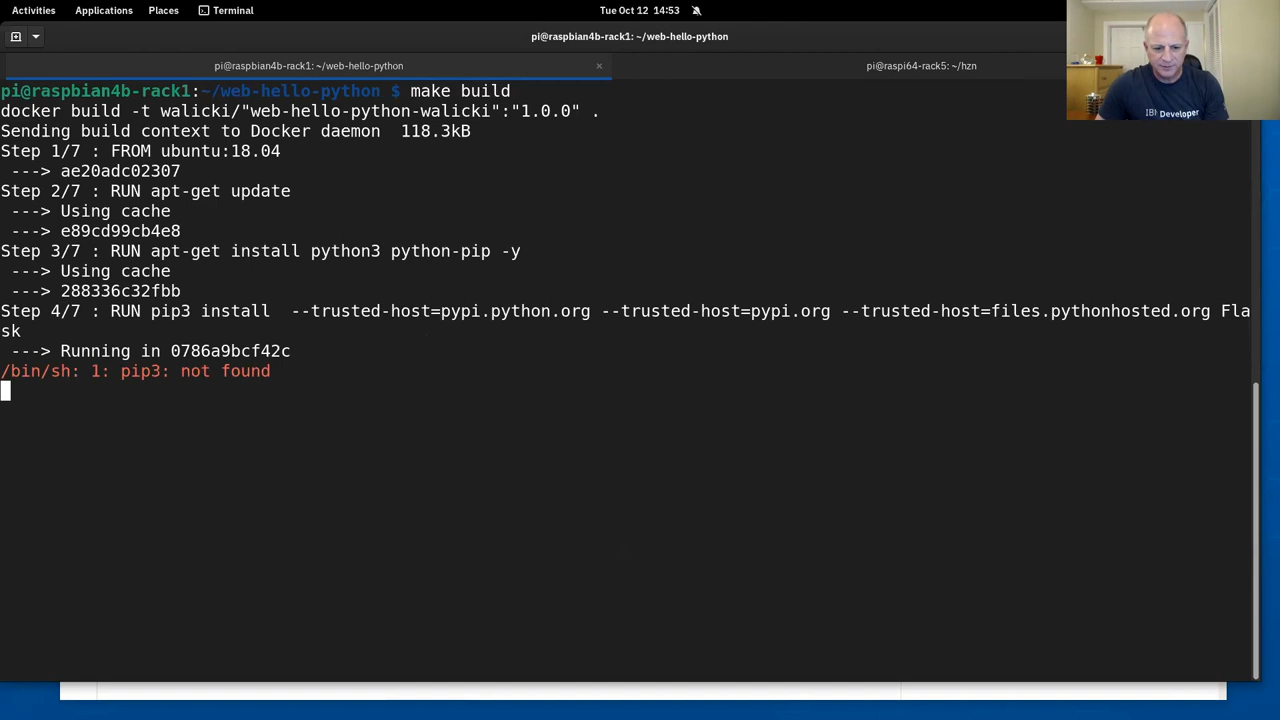 Activities Applications Places Terminal Tue Oct 12 14:53
pi@raspbian4b-rack1: ~/web-hello-python
pi@raspbian4b-rack1: ~/web-hello-python × pi@raspi64-rack5: ~/hzn
pi@raspbian4b-rack1:~/web-hello-python $ make build
docker build -t walicki/"web-hello-python-walicki":"1.0.0" .
Sending build context to Docker daemon  118.3kB
Step 1/7 : FROM ubuntu:18.04
 ---> ae20adc02307
Step 2/7 : RUN apt-get update
 ---> Using cache
 ---> e89cd99cb4e8
Step 3/7 : RUN apt-get install python3 python-pip -y
 ---> Using cache
 ---> 288336c32fbb
Step 4/7 : RUN pip3 install  --trusted-host=pypi.python.org --trusted-host=pypi.org --trusted-host=files.pythonhosted.org Fla
sk
 ---> Running in 0786a9bcf42c
/bin/sh: 1: pip3: not found
IBM Developer